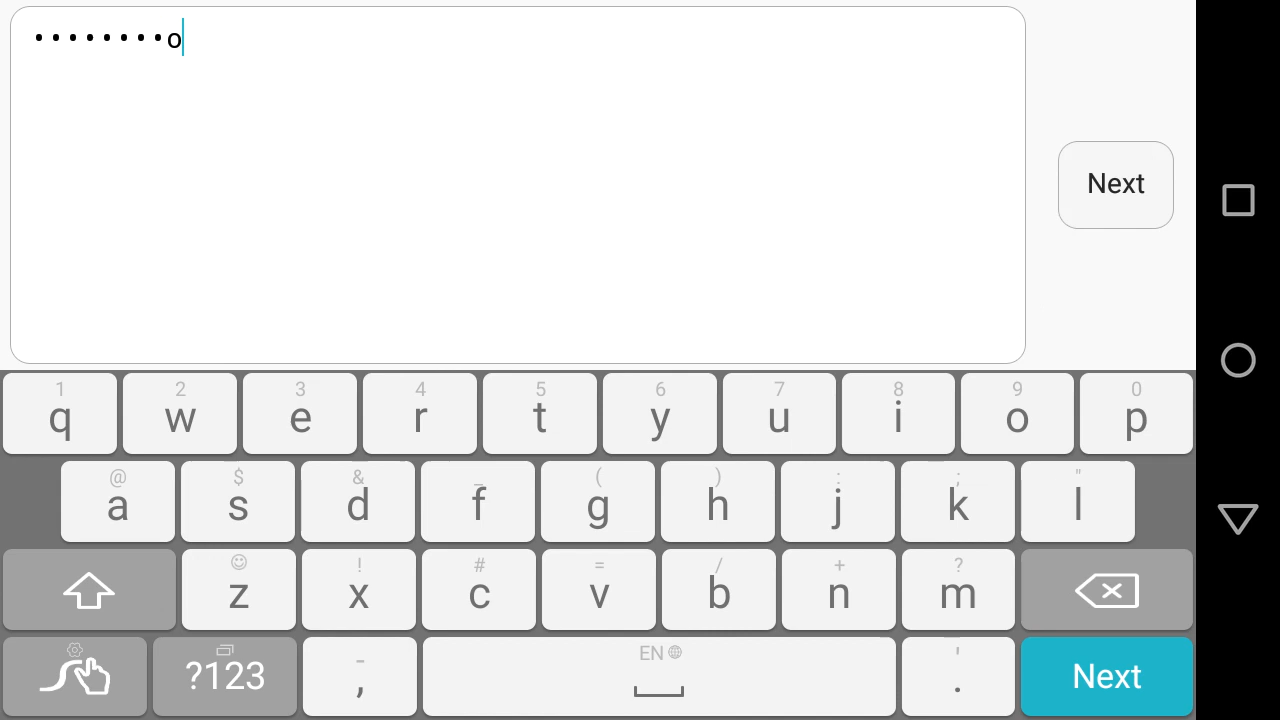 ••••••••o
Next
1 2 3 4 5 6 7 8 9 0
q w e r t y u i o p
@ $ & _ ( ) : ; "
a s d f g h j k l
! # = / + ?
z x c v b n m
- EN '
?123 , . Next